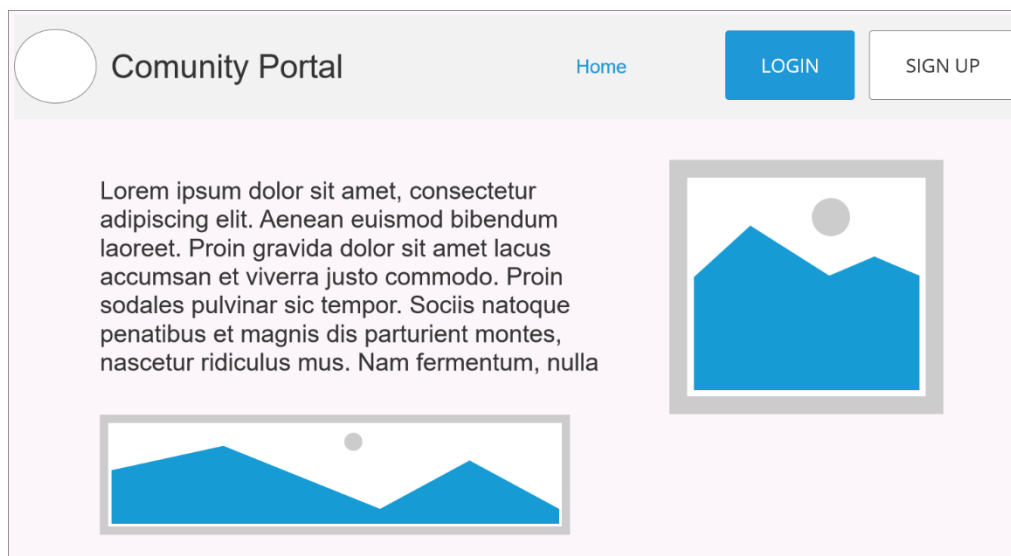 Comunity Portal
Home
LOGIN
SIGN UP
Lorem ipsum dolor sit amet, consectetur
adipiscing elit. Aenean euismod bibendum
laoreet. Proin gravida dolor sit amet lacus
accumsan et viverra justo commodo. Proin
sodales pulvinar sic tempor. Sociis natoque
penatibus et magnis dis parturient montes,
nascetur ridiculus mus. Nam fermentum, nulla